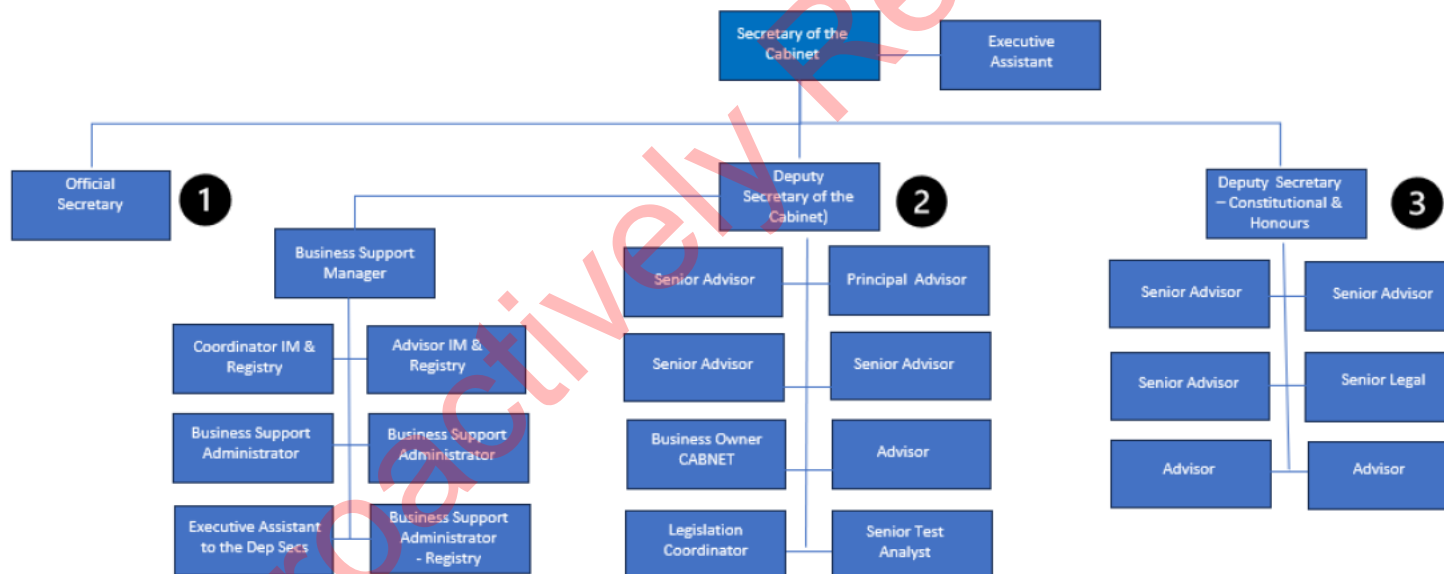 Secretary of the
Cabinet
Executive
Assistant
Official
Secretary
1
Deputy
Secretary of the
Cabinet)
2
Deputy Secretary
– Constitutional &
Honours
3
Business Support
Manager
Coordinator IM &
Registry
Advisor IM &
Registry
Business Support
Administrator
Business Support
Administrator
Executive Assistant
to the Dep Secs
Business Support
Administrator
- Registry
Senior Advisor
Principal Advisor
Senior Advisor
Senior Advisor
Business Owner
CABNET
Advisor
Legislation
Coordinator
Senior Test
Analyst
Senior Advisor
Senior Advisor
Senior Advisor
Senior Legal
Advisor
Advisor
roactively Re